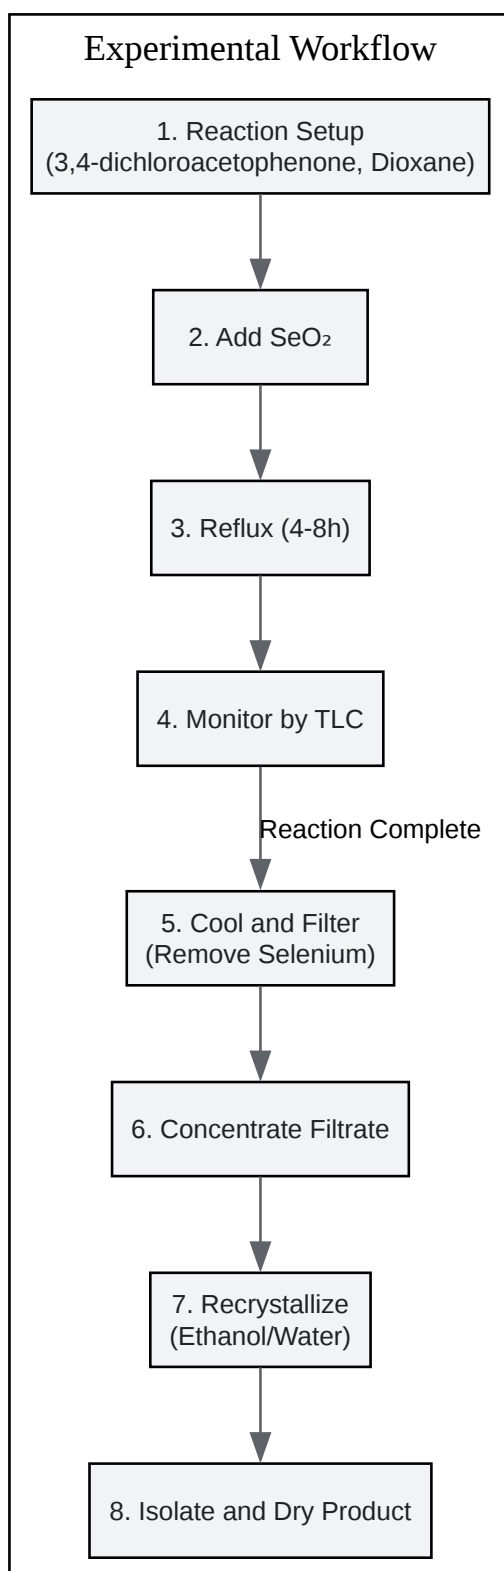 Experimental Workflow
1. Reaction Setup
(3,4-dichloroacetophenone, Dioxane)
2. Add SeO₂
3. Reflux (4-8h)
4. Monitor by TLC
Reaction Complete
5. Cool and Filter
(Remove Selenium)
6. Concentrate Filtrate
7. Recrystallize
(Ethanol/Water)
8. Isolate and Dry Product